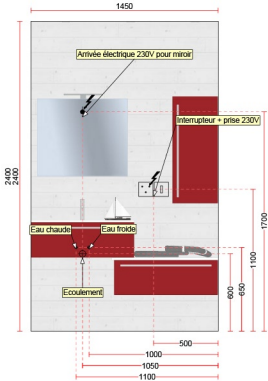 1450
Arrivée électrique 230V pour miroir
Interrupteur + prise 230V
2400
2400
1700
Eau chaude
Eau froide
1100
650
600
Ecoulement
500
1000
1050
1100